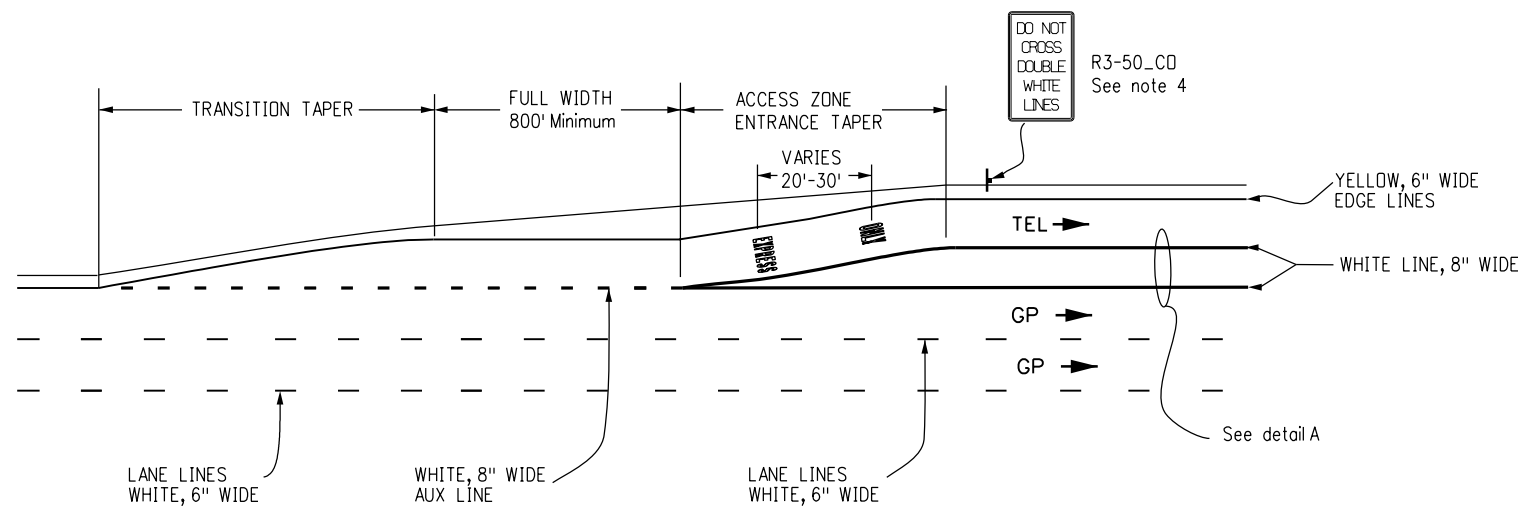 DO NOT
CROSS
DOUBLE
WHITE
LINES
R3-50_CO
See note 4
TRANSITION TAPER
FULL WIDTH
800' Minimum
ACCESS ZONE
ENTRANCE TAPER
VARIES
20'-30'
YELLOW, 6" WIDE
EDGE LINES
TEL
EXPRESS
ONLY
WHITE LINE, 8" WIDE
GP
GP
See detail A
LANE LINES
WHITE, 6" WIDE
WHITE, 8" WIDE
AUX LINE
LANE LINES
WHITE, 6" WIDE